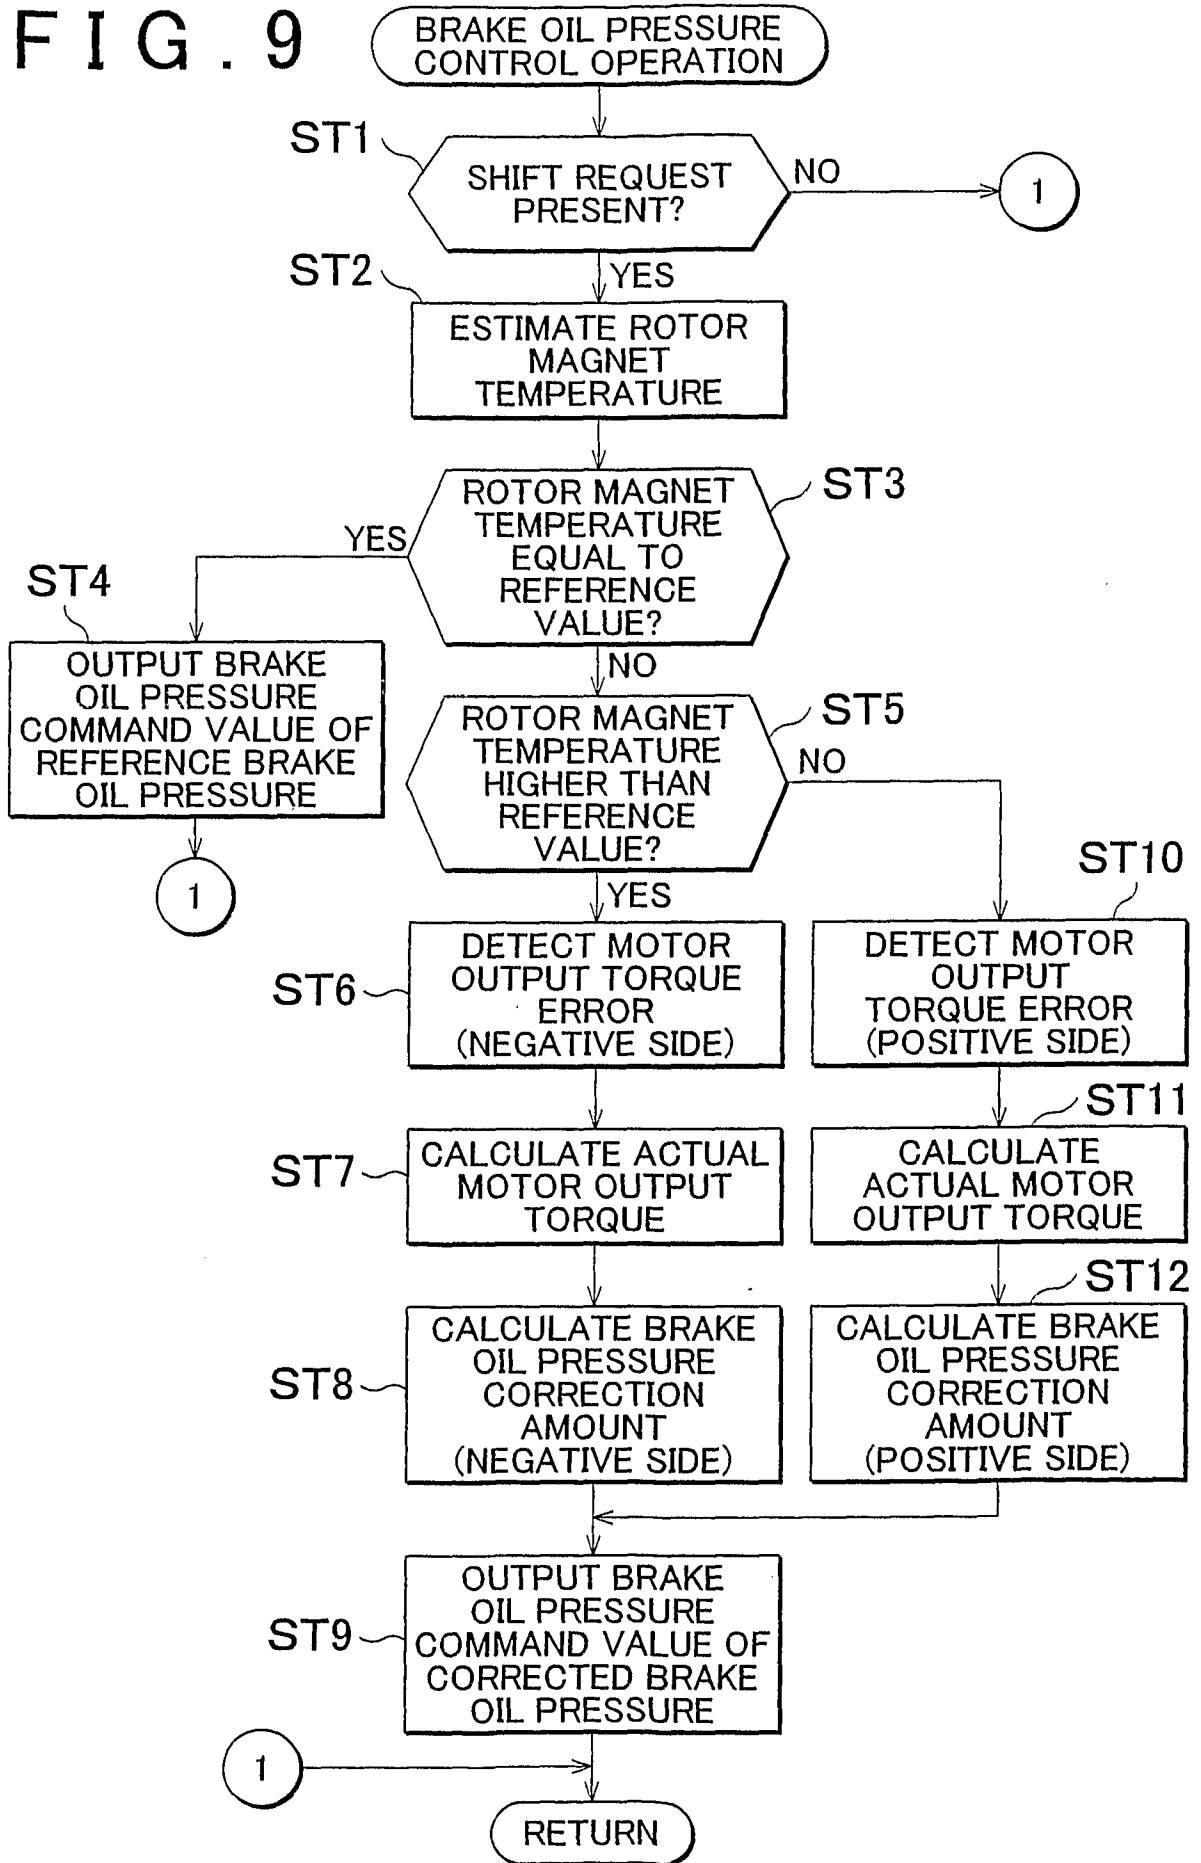 FIG. 9
BRAKE OIL PRESSURE
CONTROL OPERATION
ST1
SHIFT REQUEST
PRESENT?
NO
1
YES
ST2
ESTIMATE ROTOR
MAGNET
TEMPERATURE
ST3
ROTOR MAGNET
TEMPERATURE
EQUAL TO
REFERENCE
VALUE?
YES
ST4
OUTPUT BRAKE
OIL PRESSURE
COMMAND VALUE OF
REFERENCE BRAKE
OIL PRESSURE
1
NO
ST5
ROTOR MAGNET
TEMPERATURE
HIGHER THAN
REFERENCE
VALUE?
NO
YES
ST6
DETECT MOTOR
OUTPUT TORQUE
ERROR
(NEGATIVE SIDE)
ST10
DETECT MOTOR
OUTPUT
TORQUE ERROR
(POSITIVE SIDE)
ST7
CALCULATE ACTUAL
MOTOR OUTPUT
TORQUE
ST11
CALCULATE
ACTUAL MOTOR
OUTPUT TORQUE
ST8
CALCULATE BRAKE
OIL PRESSURE
CORRECTION
AMOUNT
(NEGATIVE SIDE)
ST12
CALCULATE BRAKE
OIL PRESSURE
CORRECTION
AMOUNT
(POSITIVE SIDE)
ST9
OUTPUT BRAKE
OIL PRESSURE
COMMAND VALUE OF
CORRECTED BRAKE
OIL PRESSURE
1
RETURN